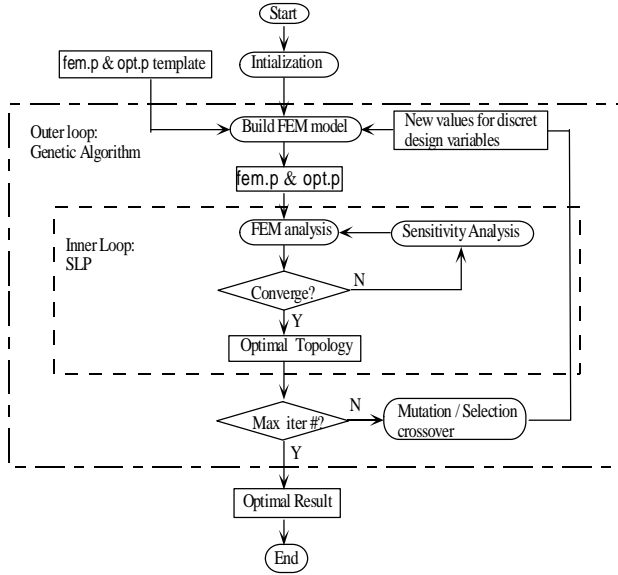 Start
fem.p & opt.p template
Intialization
Outer loop:
Genetic Algorithm
Build FEM model
New values for discret
design variables
fem.p & opt.p
Inner Loop:
SLP
FEM analysis
Sensitivity Analysis
Converge?
N
Y
Optimal Topology
Max iter #?
N
Mutation / Selection
crossover
Y
Optimal Result
End